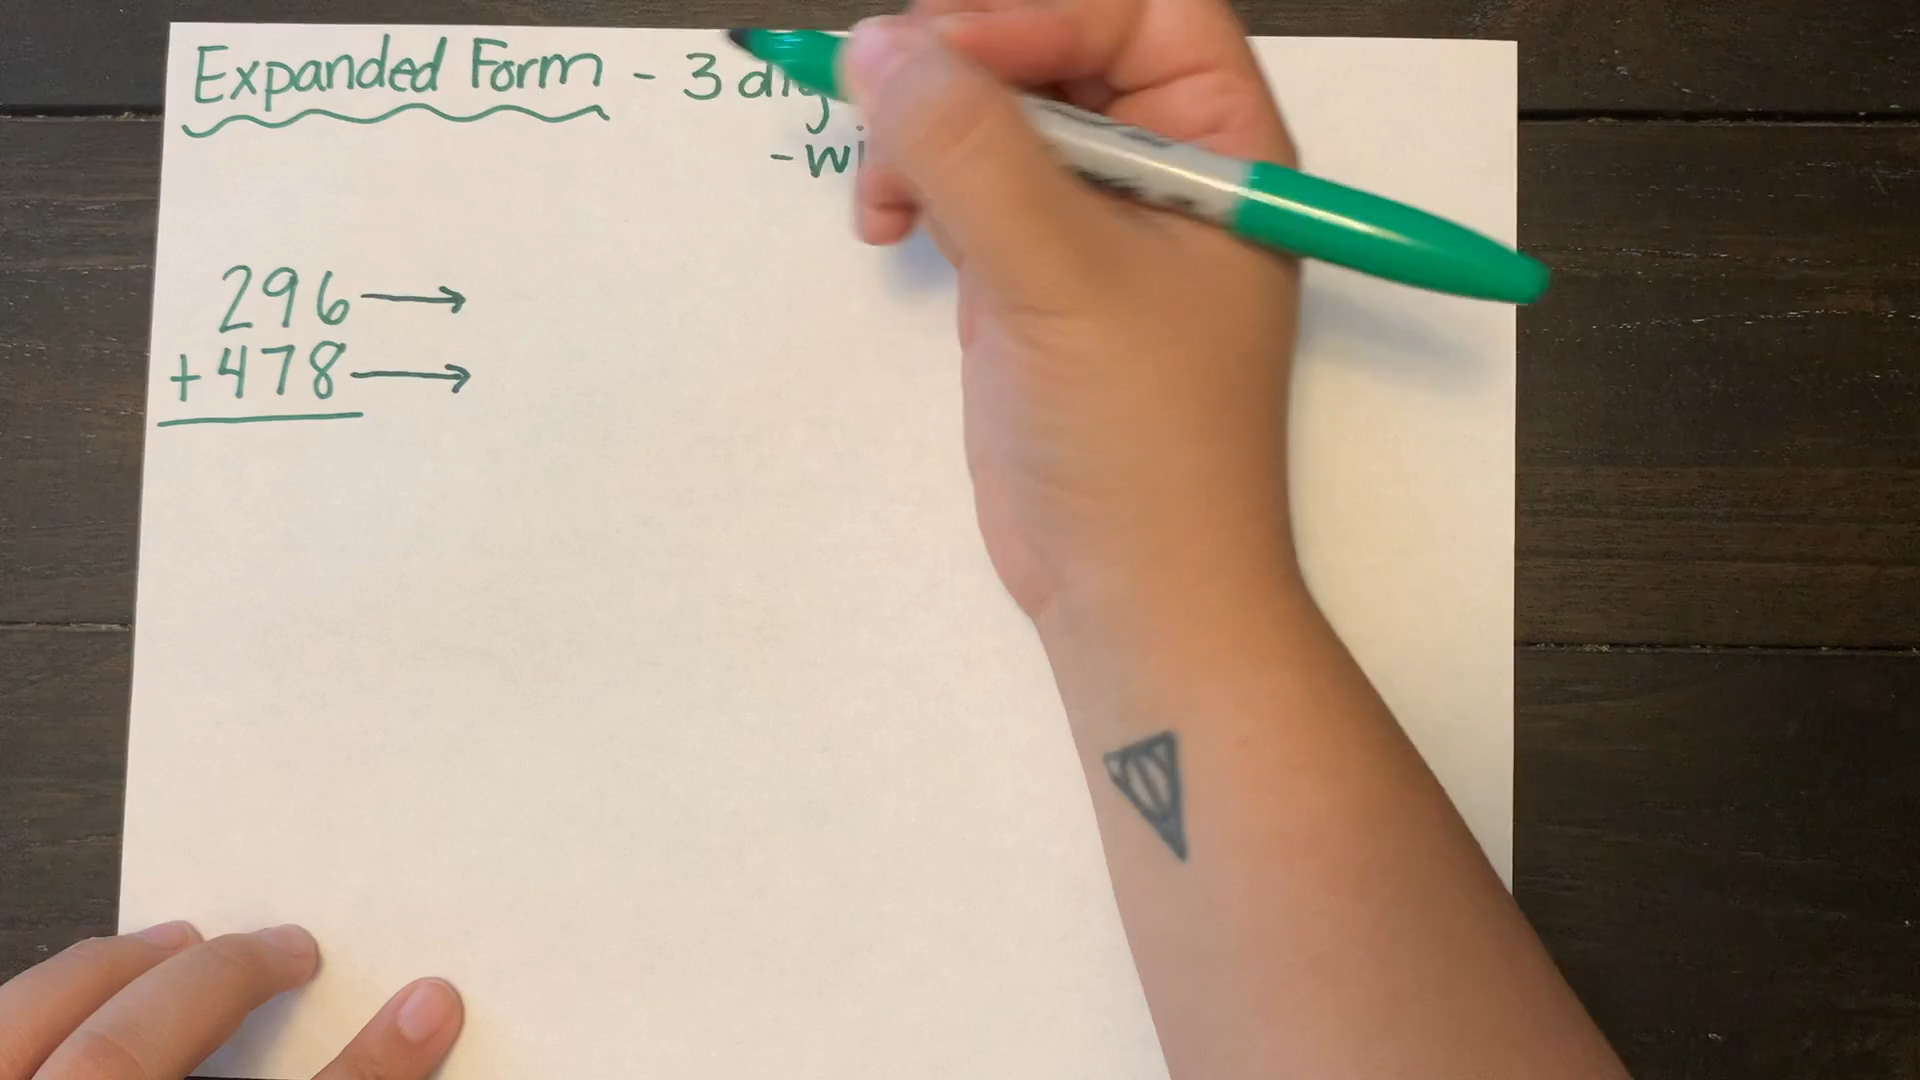 Expanded Form - 3
296 →
+ 478 →